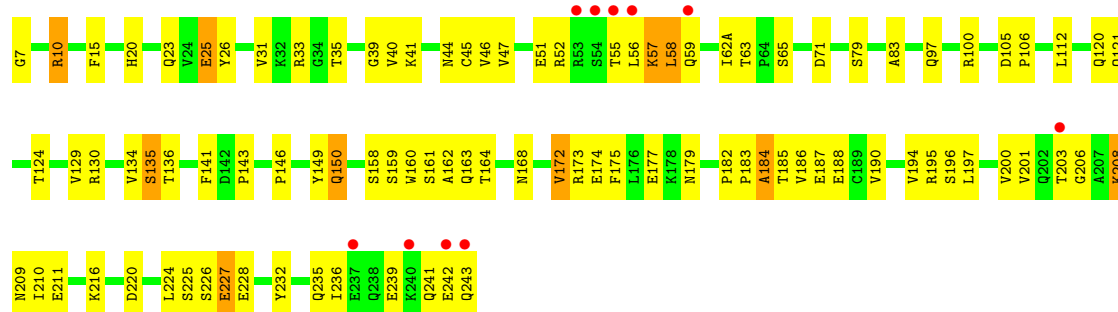 G7 R10 F15 H20 Q23 V24 E25 Y26 V31 K32 R33 G34 T35 G39 V40 K41 N44 C45 V46 V47 E51 R52 R53 S54 T55 L56 K57 L58 Q59 I62A T63 P64 S65 D71 S79 A83 Q97 R100 D105 P106 L112 Q120
T124 V129 R130 V134 S135 T136 F141 D142 P143 P146 Y149 Q150 S158 S159 W160 S161 A162 Q163 T164 N168 V172 R173 E174 F175 L176 E177 K178 N179 P182 P183 A184 T185 V186 E187 E188 C189 V190 V194 R195 S196 L197 V200 V201 Q202 T203 G206 A207
N209 I210 E211 K216 D220 L224 S225 S226 E227 E228 Y232 Q235 I236 E237 Q238 E239 K240 Q241 E242 Q243